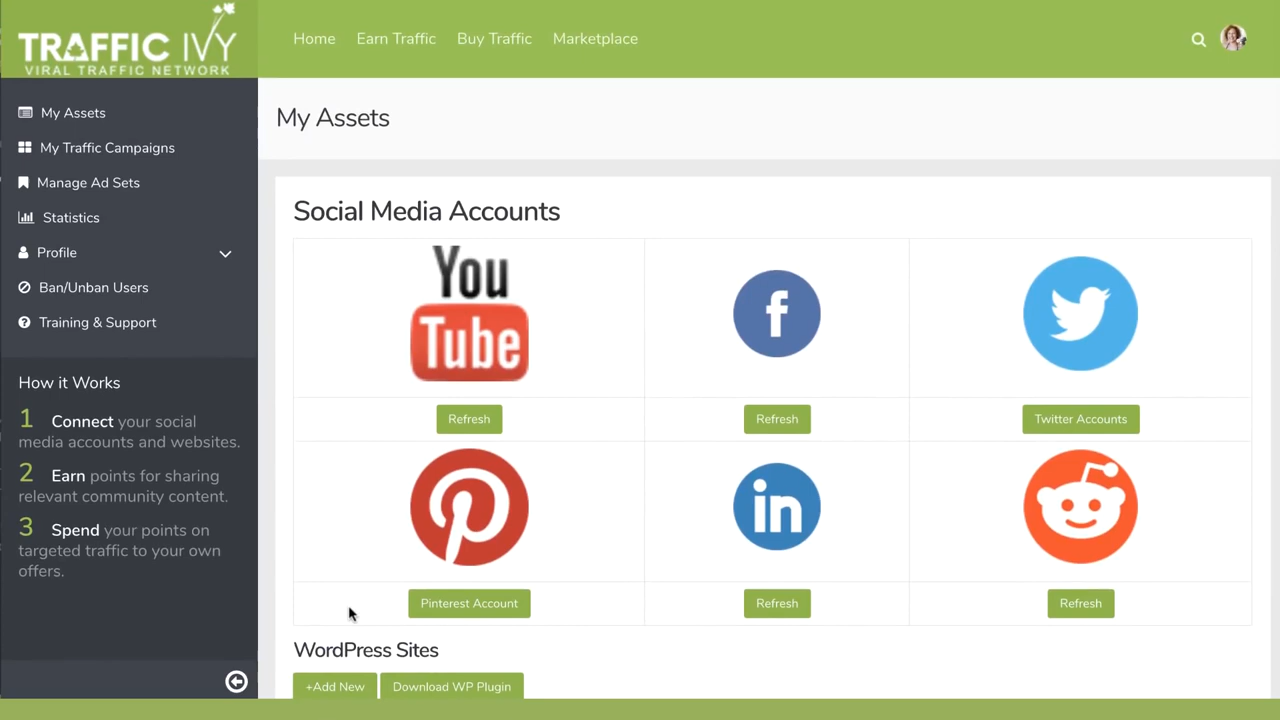 TRAFFIC IVY
VIRAL TRAFFIC NETWORK
Home Earn Traffic Buy Traffic Marketplace
My Assets
My Traffic Campaigns
Manage Ad Sets
Statistics
Profile
Ban/Unban Users
Training & Support
How it Works
1 Connect your social
media accounts and websites.
2 Earn points for sharing
relevant community content.
3 Spend your points on
targeted traffic to your own
offers.
My Assets
Social Media Accounts
You
Tube
f
Refresh Refresh Twitter Accounts
in
Pinterest Account Refresh Refresh
WordPress Sites
+Add New Download WP Plugin